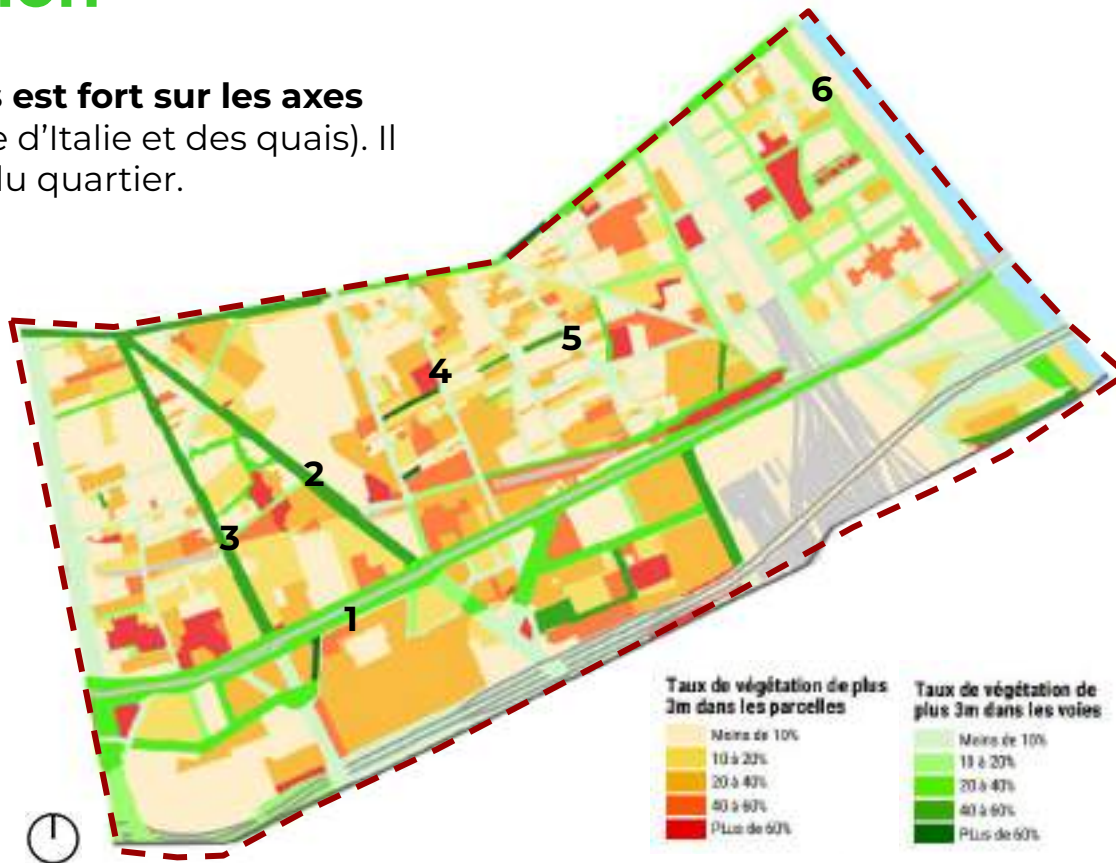 s est fort sur les axes
e d'Italie et des quais). Il
du quartier.
6
5
4
2
3
1
Taux de végétation de plus
3m dans les parcelles
Moins de 10%
10 à 20%
20 à 40%
40 à 60%
PLus de 60%
Taux de végétation de
plus 3m dans les voies
Moins de 10%
10 à 20%
20 à 40%
40 à 60%
PLus de 60%